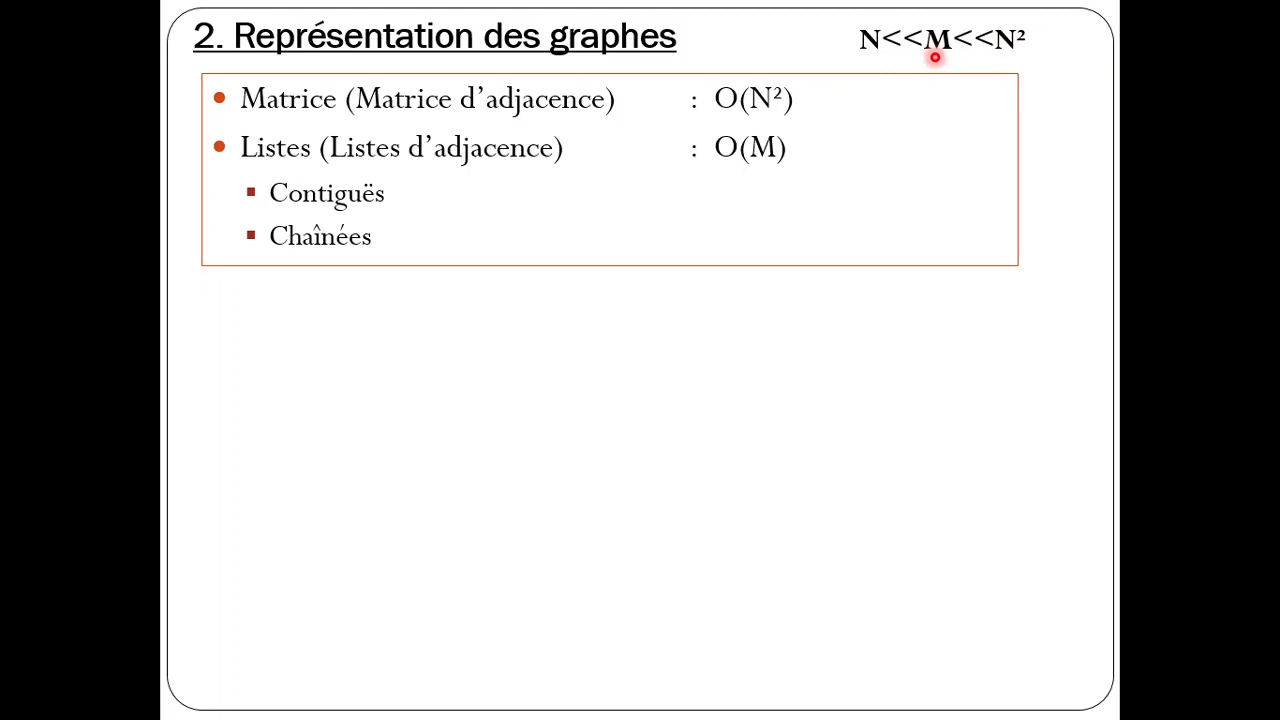 2. Représentation des graphes N<<M<<N²
Matrice (Matrice d’adjacence) : O(N²)
Listes (Listes d’adjacence) : O(M)
Contiguës
Chaînées